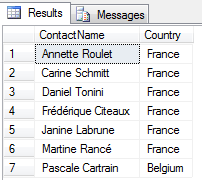 Results Messages
ContactName Country
1 Annette Roulet France
2 Carine Schmitt France
3 Daniel Tonini France
4 Frédérique Citeaux France
5 Janine Labrune France
6 Martine Rancé France
7 Pascale Cartrain Belgium